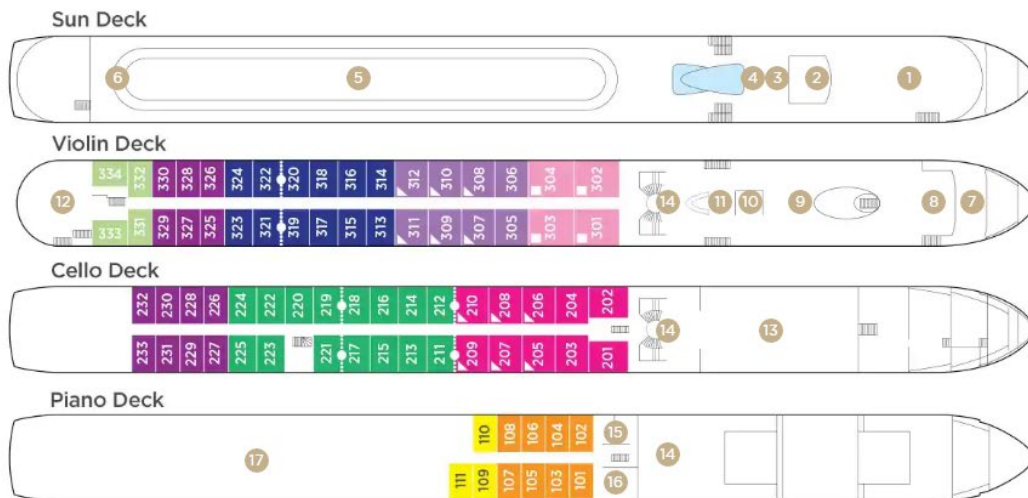 Sun Deck
6 5 4 3 2 1
Violin Deck
334 332 330 328 326 324 322 320 318 316 314 312 310 308 306 304 302
12 14 11 10 9 8 7
333 331 329 327 325 323 321 319 317 315 313 311 309 307 305 303 301
Cello Deck
232 230 228 226 224 222 220 219 218 216 214 212 210 208 206 204 202
14 13
233 231 229 227 225 223 221 217 215 213 211 209 207 205 203 201
Piano Deck
110 108 106 104 102 15
17 14
111 109 107 105 103 101 16